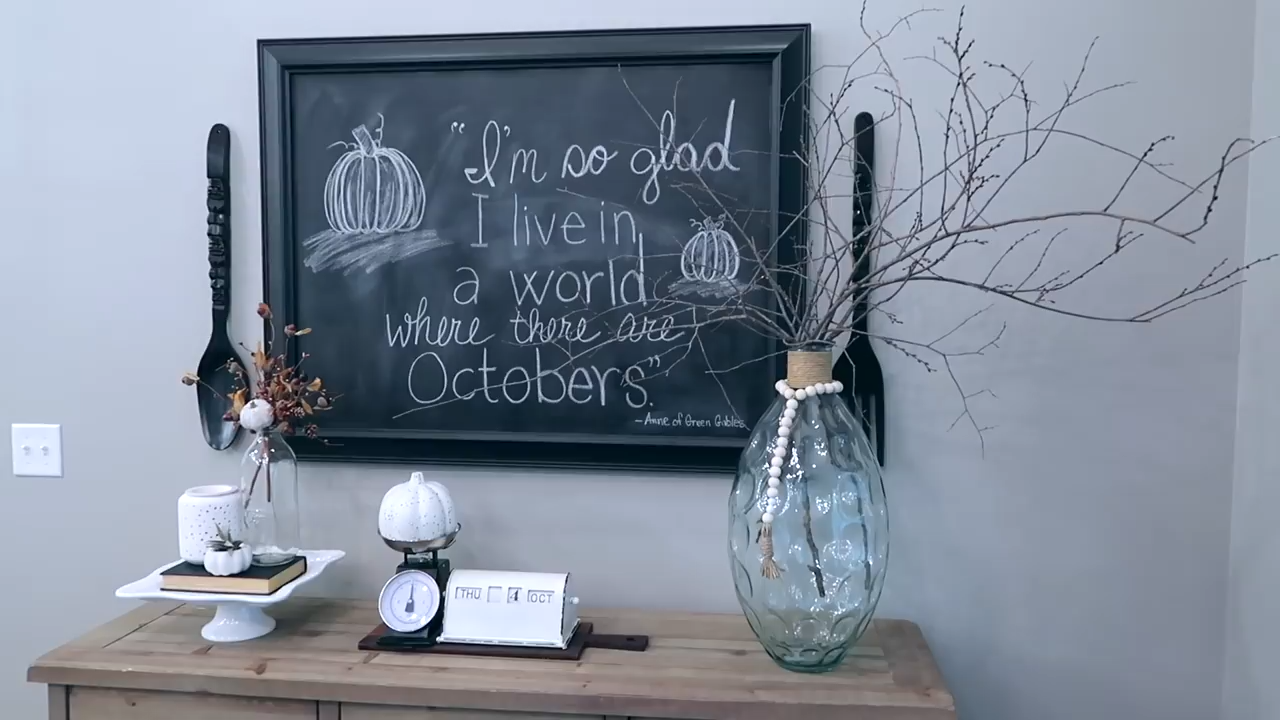 "I'm so glad
I live in
a world
where there are
Octobers."
—Anne of Green Gables
THU 4 OCT